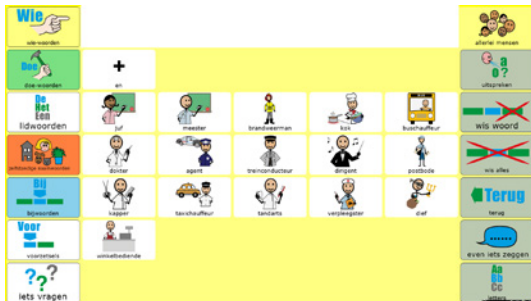 Wie
wie-woorden
allerlei mensen
Doe
doe-woorden
+
en
a
o?
uitspreken
De
Het
Een
lidwoorden
juf
meester
brandweerman
kok
buschauffeur
wis woord
zelfstandige naamwoorden
dokter
agent
treinconducteur
dirigent
postbode
wis alles
Bij
bijwoorden
kapper
taxichauffeur
tandarts
verpleegster
dief
Terug
terug
Voor
voorzetsels
winkelbediende
......
even iets zeggen
???
iets vragen
Aa
Bb
Cc
letters